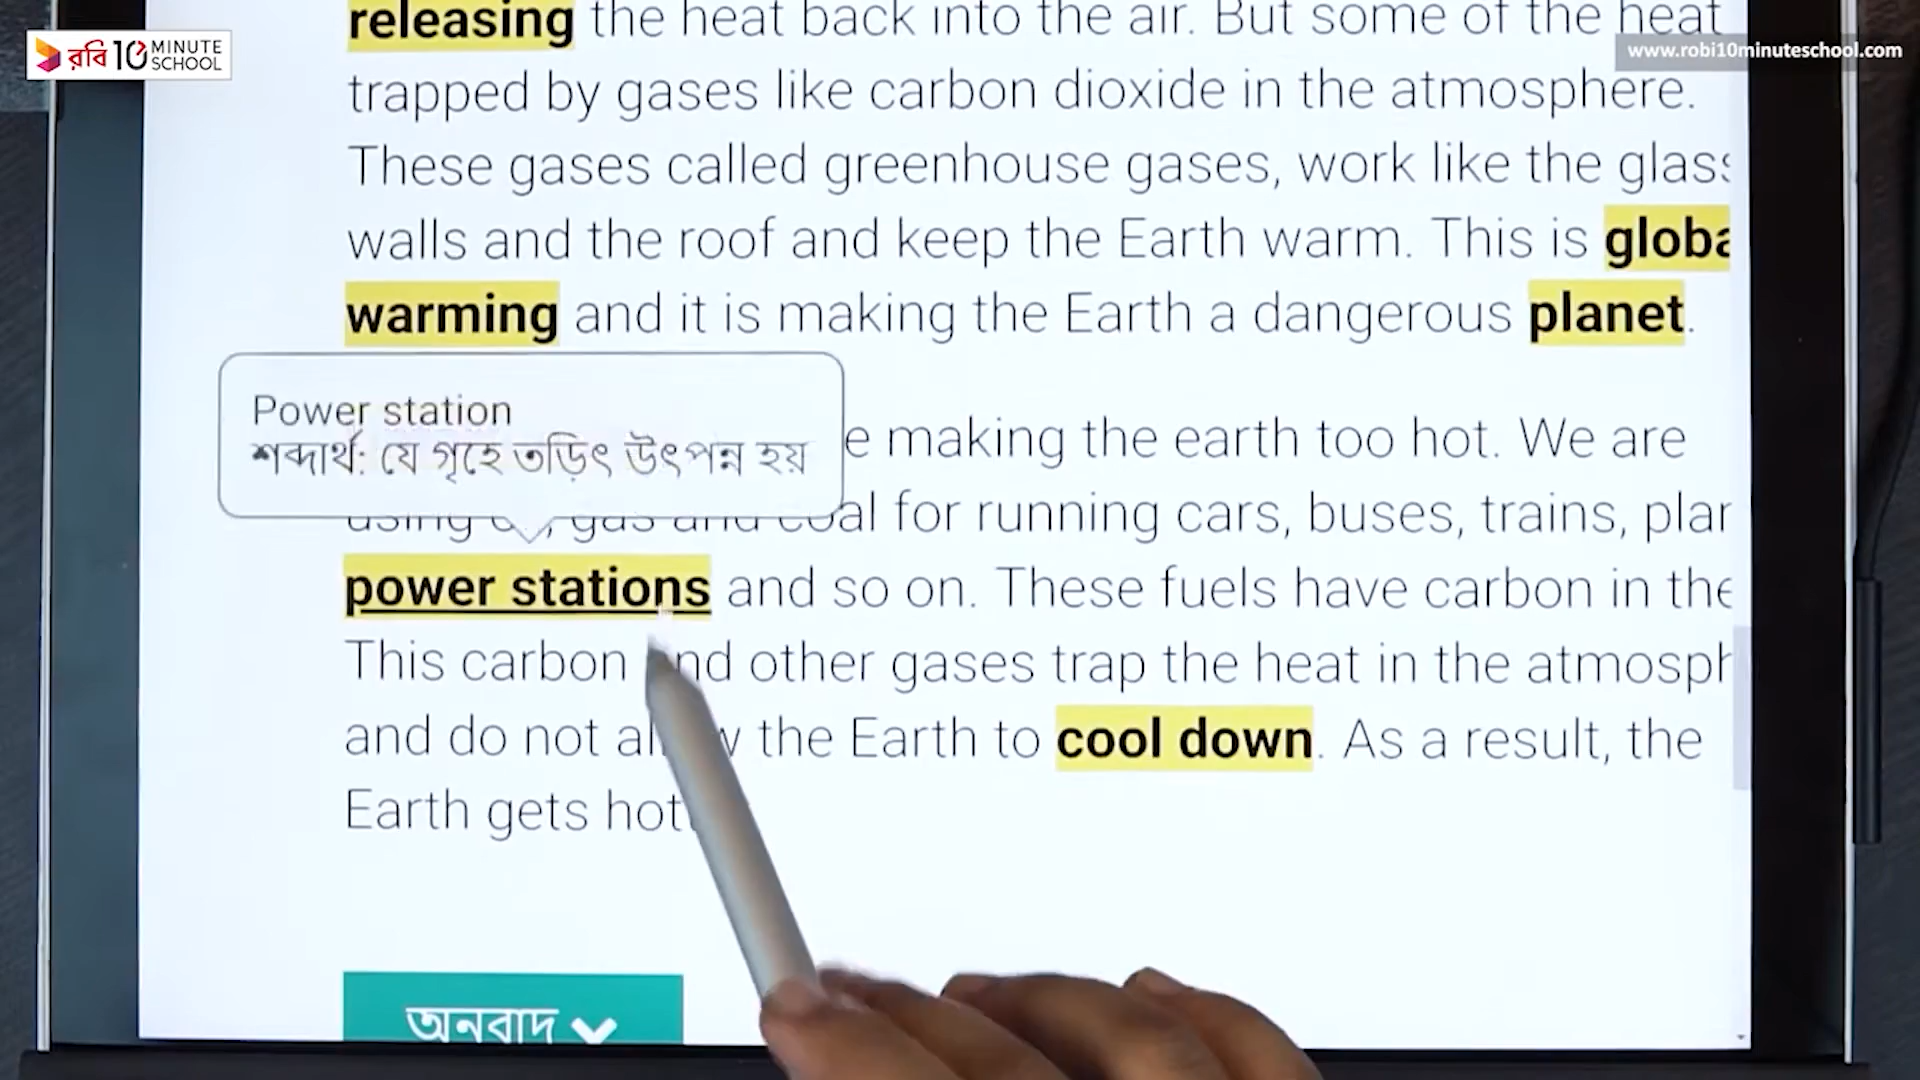 releasing the heat back into the air. But some of the heat
রবি 10 MINUTE SCHOOL
www.robi10minuteschool.com
trapped by gases like carbon dioxide in the atmosphere.
These gases called greenhouse gases, work like the glass
walls and the roof and keep the Earth warm. This is globa
warming and it is making the Earth a dangerous planet.
Power station
শব্দার্থ: যে গৃহে তড়িৎ উৎপন্ন হয়
e making the earth too hot. We are
using gas and coal for running cars, buses, trains, plan
power stations and so on. These fuels have carbon in the
This carbon and other gases trap the heat in the atmosph
and do not allow the Earth to cool down. As a result, the
Earth gets hot
অনুবাদ